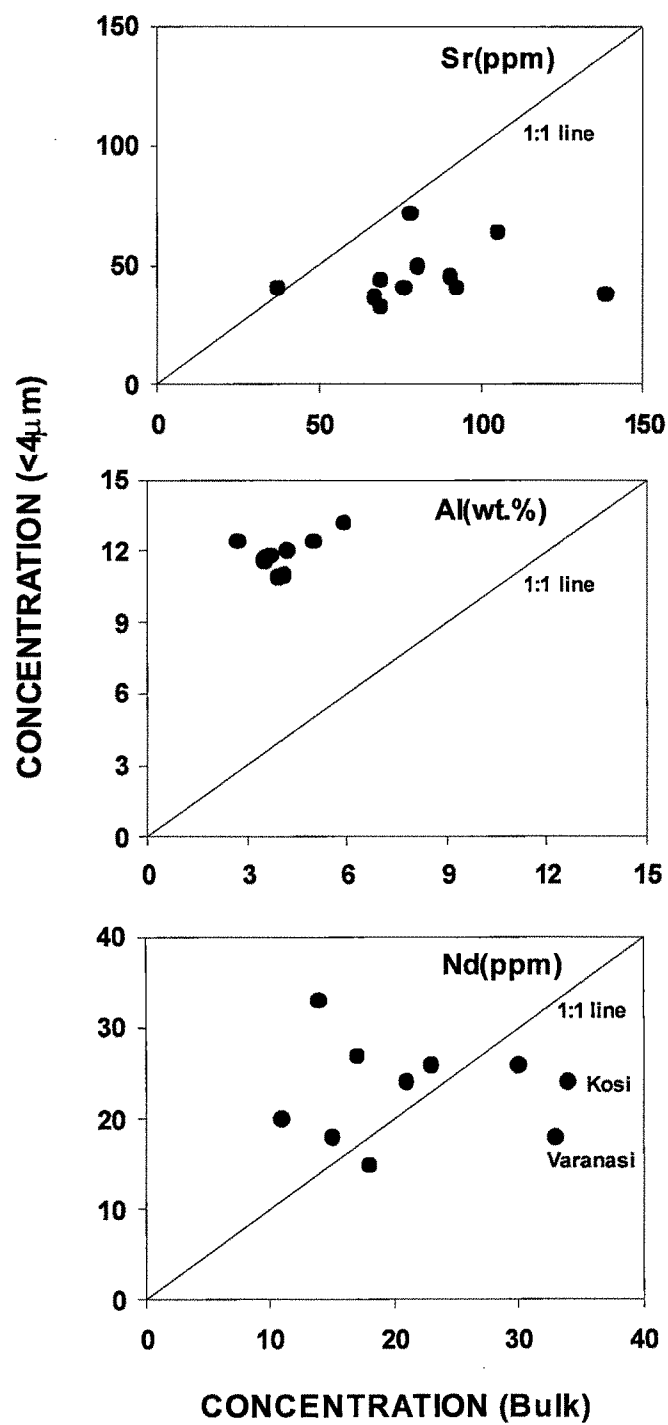 CONCENTRATION (<4μm)
150
Sr(ppm)
1:1 line
100
50
0
0 50 100 150
15
Al(wt.%)
12
1:1 line
9
6
3
0
0 3 6 9 12 15
40
Nd(ppm)
1:1 line
30
Kosi
20
Varanasi
10
0
0 10 20 30 40
CONCENTRATION (Bulk)